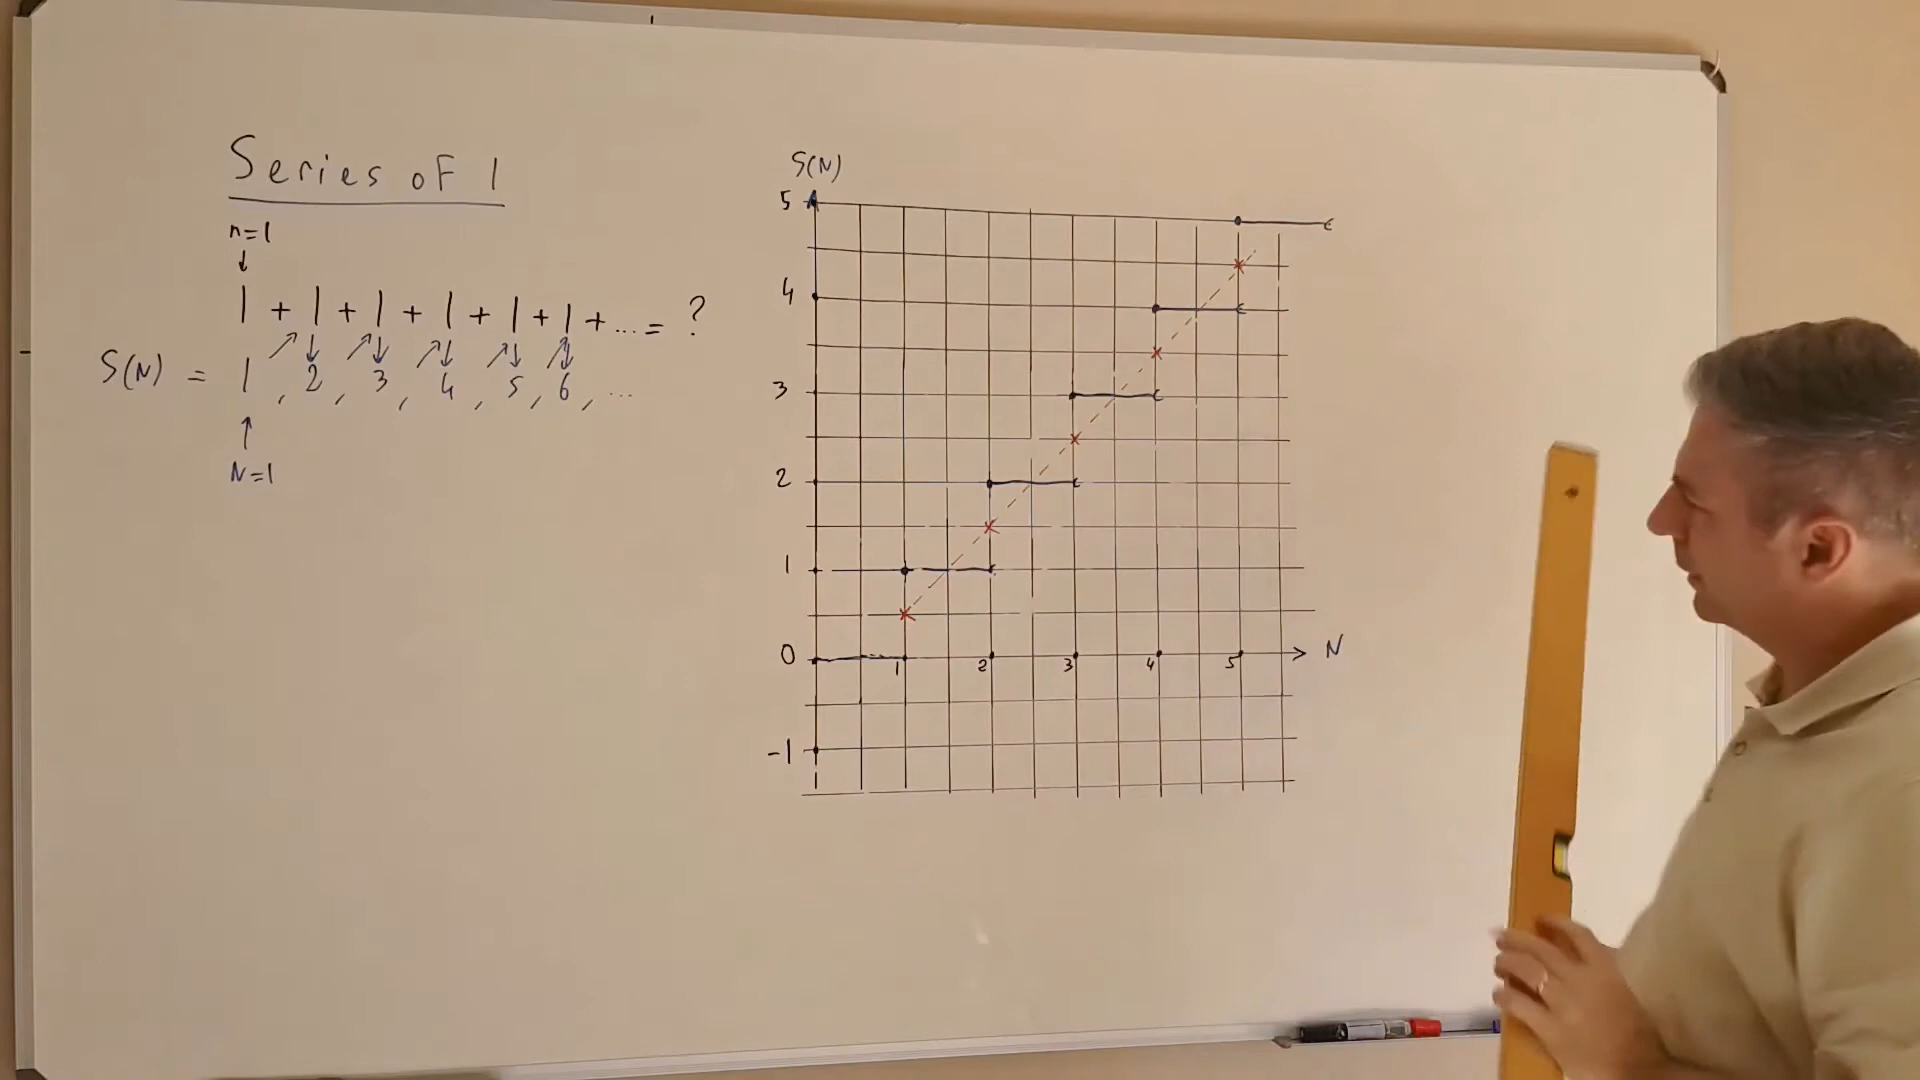 Series of 1
n=1
↓
1 + 1 + 1 + 1 + 1 + 1 + ... = ?
S(N) = 1, 2, 3, 4, 5, 6, ...
↑
N=1
S(N)
5
4
3
2
1
0
1 2 3 4 5 N
-1